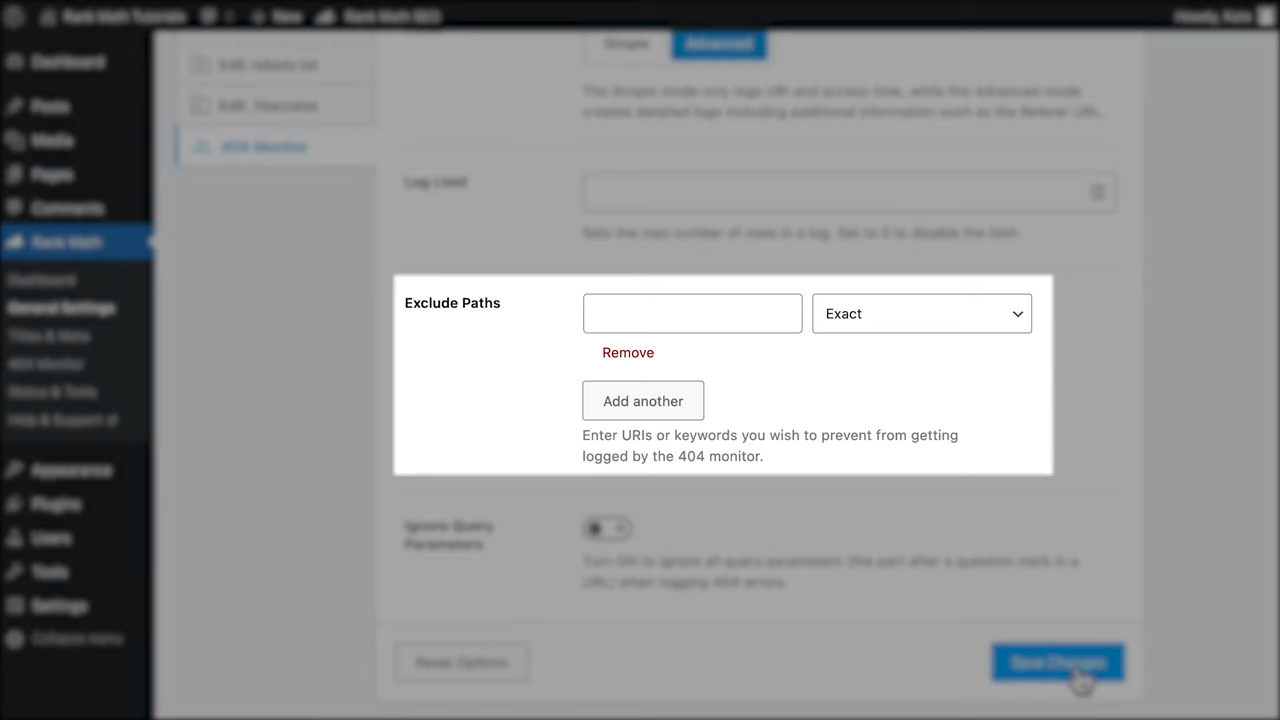 Rank Math Tutorials
New
Rank Math SEO
Howdy, Kate
Dashboard
Posts
Media
Pages
Comments
Rank Math
Dashboard
General Settings
Titles & Meta
404 Monitor
Status & Tools
Help & Support
Appearance
Plugins
Users
Tools
Settings
Collapse menu
Edit robots.txt
Edit .htaccess
404 Monitor
Simple
Advanced
The Simple mode only logs URI and access time, while the Advanced mode
creates detailed logs including additional information such as the Referer URL.
Log Limit
Sets the max number of rows in a log. Set to 0 to disable the limit.
Exclude Paths
Exact
Remove
Add another
Enter URIs or keywords you wish to prevent from getting
logged by the 404 monitor.
Ignore Query
Parameters
Turn ON to ignore all query parameters (the part after a question mark in a
URL) when logging 404 errors.
Reset Options
Save Changes